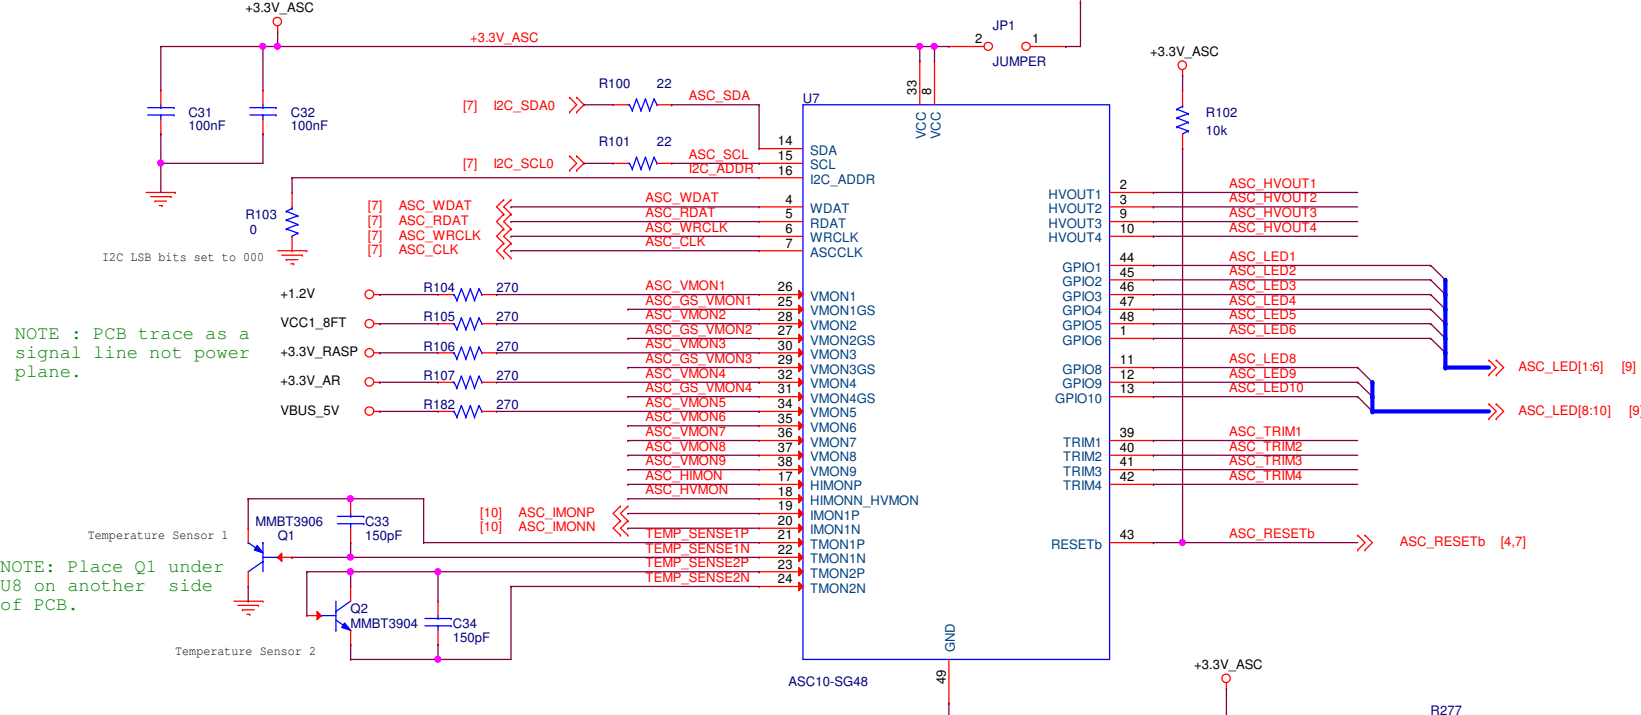 +3.3V_ASC
+3.3V_ASC
JP1
2
1
JUMPER
+3.3V_ASC
C31
100nF
C32
100nF
R100 22
[7] I2C_SDA0
ASC_SDA
R101 22
[7] I2C_SCL0
ASC_SCL
I2C_ADDR
R103
0
I2C LSB bits set to 000
[7] ASC_WDAT
[7] ASC_RDAT
[7] ASC_WRCLK
[7] ASC_CLK
ASC_WDAT
ASC_RDAT
ASC_WRCLK
ASC_CLK
+1.2V R104 270
VCC1_8FT R105 270
+3.3V_RASP R106 270
+3.3V_AR R107 270
VBUS_5V R182 270
NOTE : PCB trace as a
signal line not power
plane.
ASC_VMON1
ASC_GS_VMON1
ASC_VMON2
ASC_GS_VMON2
ASC_VMON3
ASC_GS_VMON3
ASC_VMON4
ASC_GS_VMON4
ASC_VMON5
ASC_VMON6
ASC_VMON7
ASC_VMON8
ASC_VMON9
ASC_HIMON
ASC_HVMON
[10] ASC_IMONP
[10] ASC_IMONN
TEMP_SENSE1P
TEMP_SENSE1N
TEMP_SENSE2P
TEMP_SENSE2N
MMBT3906
Q1
C33
150pF
Temperature Sensor 1
NOTE: Place Q1 under
U8 on another side
of PCB.
Q2
MMBT3904
C34
150pF
Temperature Sensor 2
U7
33
8
VCC
VCC
14 SDA
15 SCL
16 I2C_ADDR
4 WDAT
5 RDAT
6 WRCLK
7 ASCCLK
26 VMON1
25 VMON1GS
28 VMON2
27 VMON2GS
30 VMON3
29 VMON3GS
32 VMON4
31 VMON4GS
34 VMON5
35 VMON6
36 VMON7
37 VMON8
38 VMON9
17 HIMONP
18 HIMONN_HVMON
19 IMON1P
20 IMON1N
21 TMON1P
22 TMON1N
23 TMON2P
24 TMON2N
GND
49
ASC10-SG48
R102
10k
HVOUT1 2 ASC_HVOUT1
HVOUT2 3 ASC_HVOUT2
HVOUT3 9 ASC_HVOUT3
HVOUT4 10 ASC_HVOUT4
GPIO1 44 ASC_LED1
GPIO2 45 ASC_LED2
GPIO3 46 ASC_LED3
GPIO4 47 ASC_LED4
GPIO5 48 ASC_LED5
GPIO6 1 ASC_LED6
GPIO8 11 ASC_LED8
GPIO9 12 ASC_LED9
GPIO10 13 ASC_LED10
ASC_LED[1:6] [9]
ASC_LED[8:10] [9]
TRIM1 39 ASC_TRIM1
TRIM2 40 ASC_TRIM2
TRIM3 41 ASC_TRIM3
TRIM4 42 ASC_TRIM4
RESETb 43 ASC_RESETb
ASC_RESETb [4,7]
+3.3V_ASC
R277